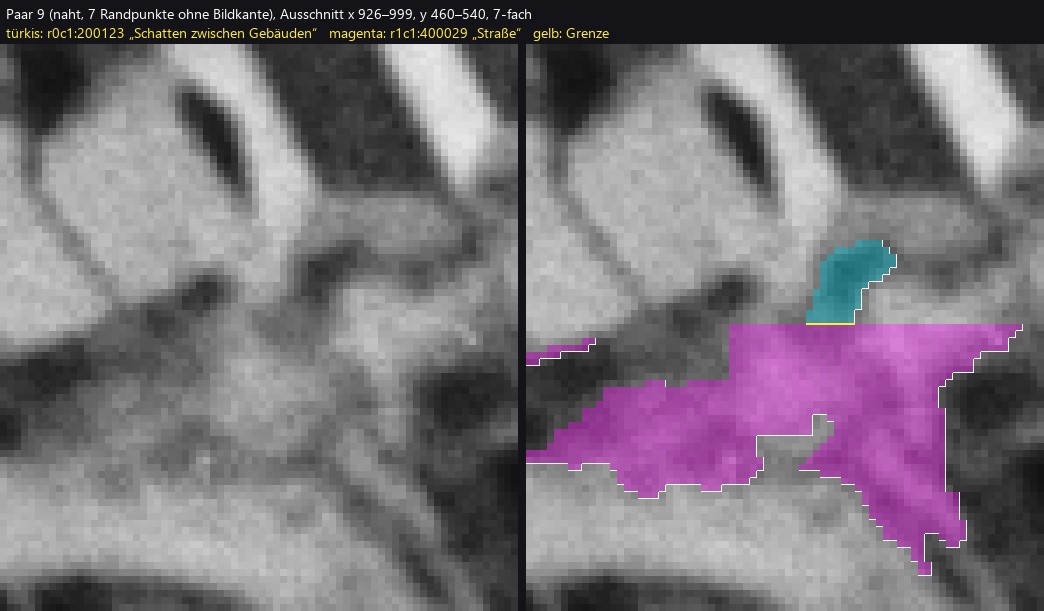 Paar 9 (naht, 7 Randpunkte ohne Bildkante), Ausschnitt x 926–999, y 460–540, 7-fach
türkis: r0c1:200123 „Schatten zwischen Gebäuden“ magenta: r1c1:400029 „Straße“ gelb: Grenze